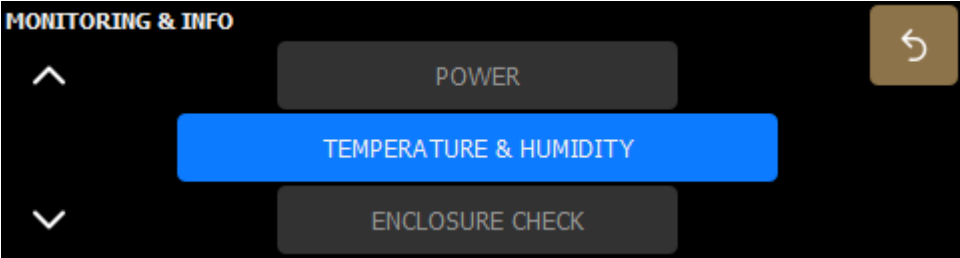 MONITORING & INFO
POWER
TEMPERATURE & HUMIDITY
ENCLOSURE CHECK